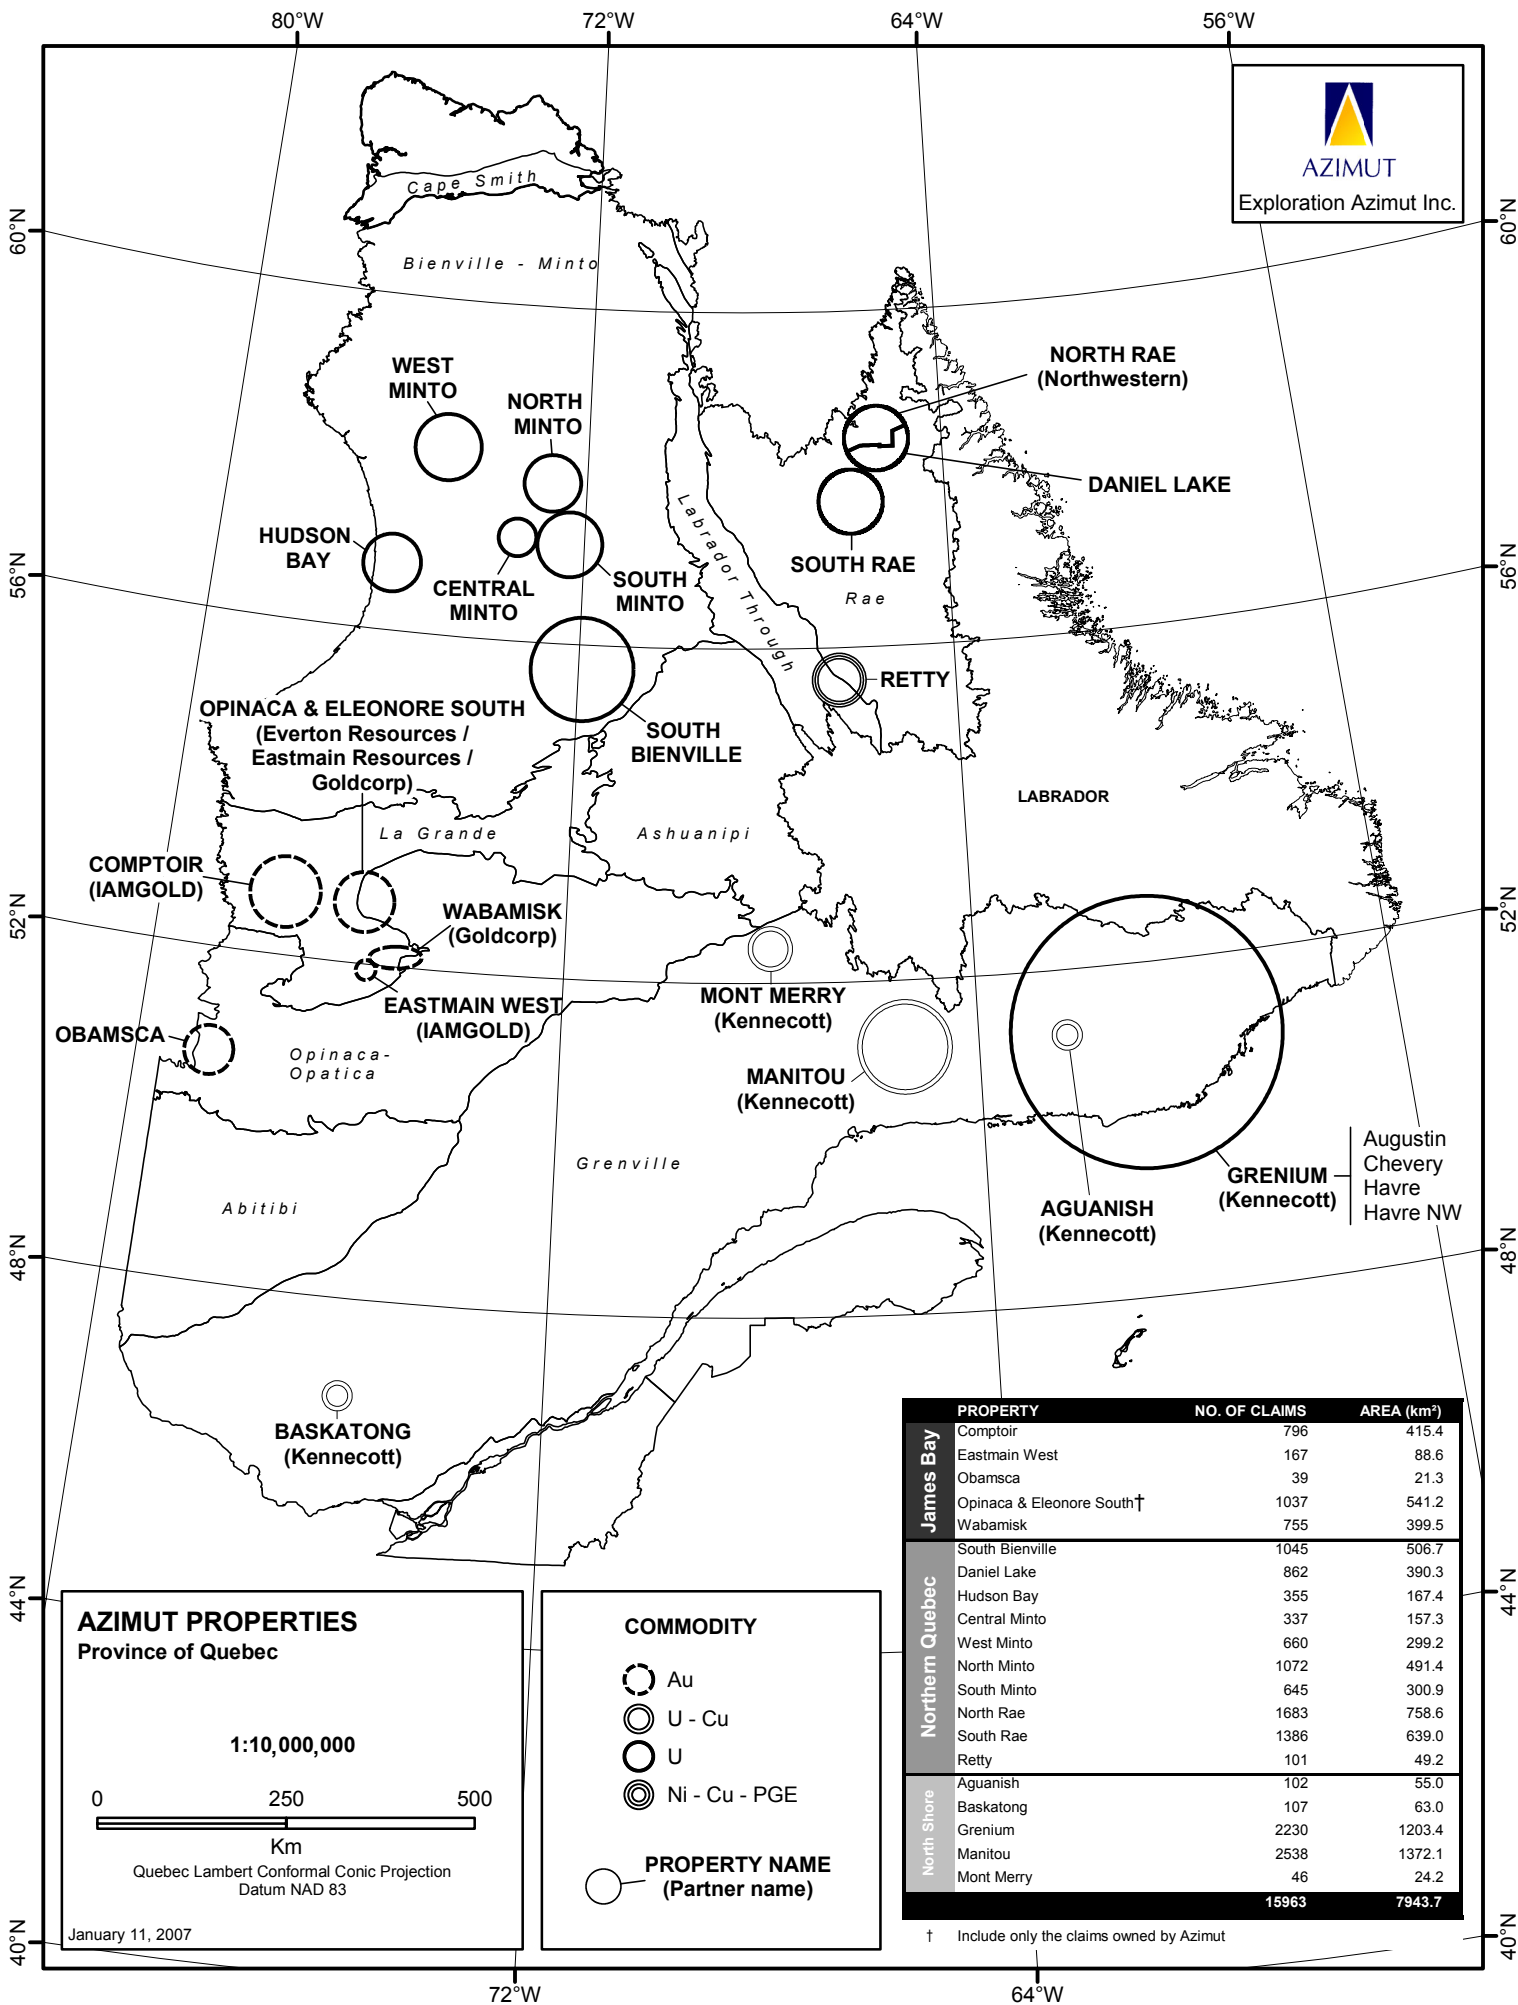 80°W
72°W
64°W
56°W
AZIMUT
Exploration Azimut Inc.
60°N
60°N
Cape Smith
Bienville - Minto
WEST
MINTO
NORTH
MINTO
NORTH RAE
(Northwestern)
DANIEL LAKE
HUDSON
BAY
CENTRAL
MINTO
SOUTH
MINTO
SOUTH RAE
Rae
Labrador Through
56°N
56°N
RETTY
OPINACA & ELEONORE SOUTH
(Everton Resources /
Eastmain Resources /
Goldcorp)
SOUTH
BIENVILLE
LABRADOR
La Grande
Ashuanipi
COMPTOIR
(IAMGOLD)
WABAMISK
(Goldcorp)
52°N
52°N
EASTMAIN WEST
(IAMGOLD)
MONT MERRY
(Kennecott)
OBAMSCA
Opinaca-
Opatica
MANITOU
(Kennecott)
Grenville
Abitibi
AGUANISH
(Kennecott)
GRENIUM
(Kennecott)
Augustin
Chevery
Havre
Havre NW
48°N
48°N
BASKATONG
(Kennecott)
PROPERTY NO. OF CLAIMS AREA (km²)
James Bay
Comptoir 796 415.4
Eastmain West 167 88.6
Obamsca 39 21.3
Opinaca & Eleonore South† 1037 541.2
Wabamisk 755 399.5
Northern Quebec
South Bienville 1045 506.7
Daniel Lake 862 390.3
Hudson Bay 355 167.4
Central Minto 337 157.3
West Minto 660 299.2
North Minto 1072 491.4
South Minto 645 300.9
North Rae 1683 758.6
South Rae 1386 639.0
Retty 101 49.2
North Shore
Aguanish 102 55.0
Baskatong 107 63.0
Grenium 2230 1203.4
Manitou 2538 1372.1
Mont Merry 46 24.2
15963 7943.7
† Include only the claims owned by Azimut
44°N
44°N
AZIMUT PROPERTIES
Province of Quebec
1:10,000,000
0 250 500
Km
Quebec Lambert Conformal Conic Projection
Datum NAD 83
January 11, 2007
COMMODITY
Au
U - Cu
U
Ni - Cu - PGE
PROPERTY NAME
(Partner name)
40°N
40°N
72°W
64°W